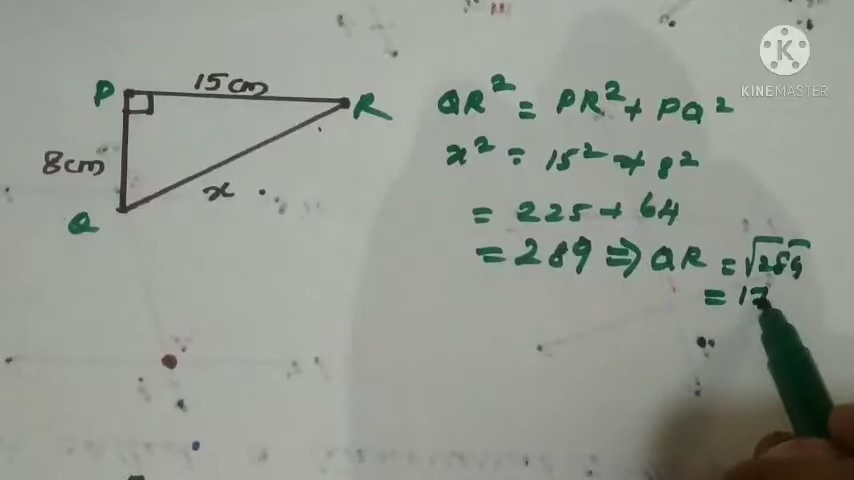 P
15cm
R
8cm
x
Q
QR² = PR² + PQ²
x² = 15² + 8²
= 225 + 64
= 289 ⇒ QR = √289
= 17
K
KINEMASTER